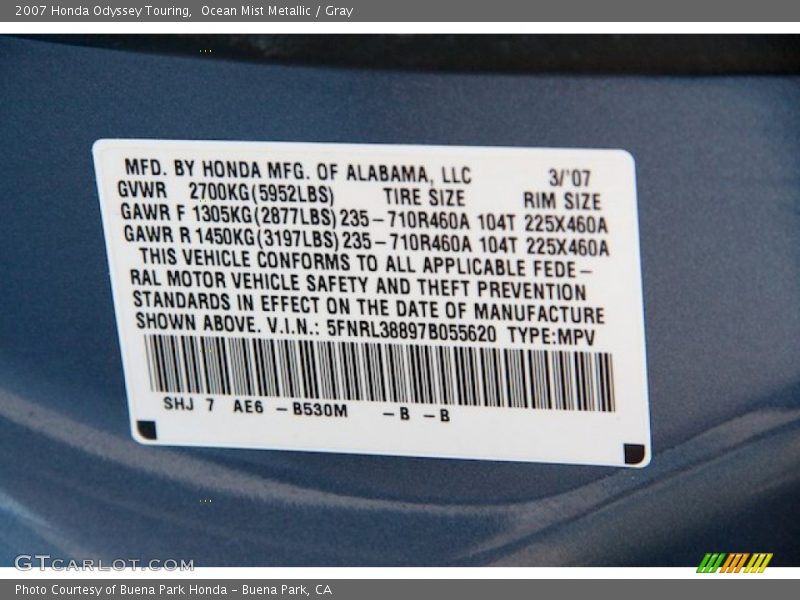 2007 Honda Odyssey Touring,  Ocean Mist Metallic / Gray
MFD. BY HONDA MFG. OF ALABAMA, LLC 3/'07
GVWR 2700KG(5952LBS) TIRE SIZE RIM SIZE
GAWR F 1305KG(2877LBS) 235-710R460A 104T 225X460A
GAWR R 1450KG(3197LBS) 235-710R460A 104T 225X460A
THIS VEHICLE CONFORMS TO ALL APPLICABLE FEDE-
RAL MOTOR VEHICLE SAFETY AND THEFT PREVENTION
STANDARDS IN EFFECT ON THE DATE OF MANUFACTURE
SHOWN ABOVE. V.I.N.: 5FNRL38897B055620 TYPE:MPV
SHJ 7 AE6 -B530M -B -B
GTCARLOT.COM
Photo Courtesy of Buena Park Honda - Buena Park, CA